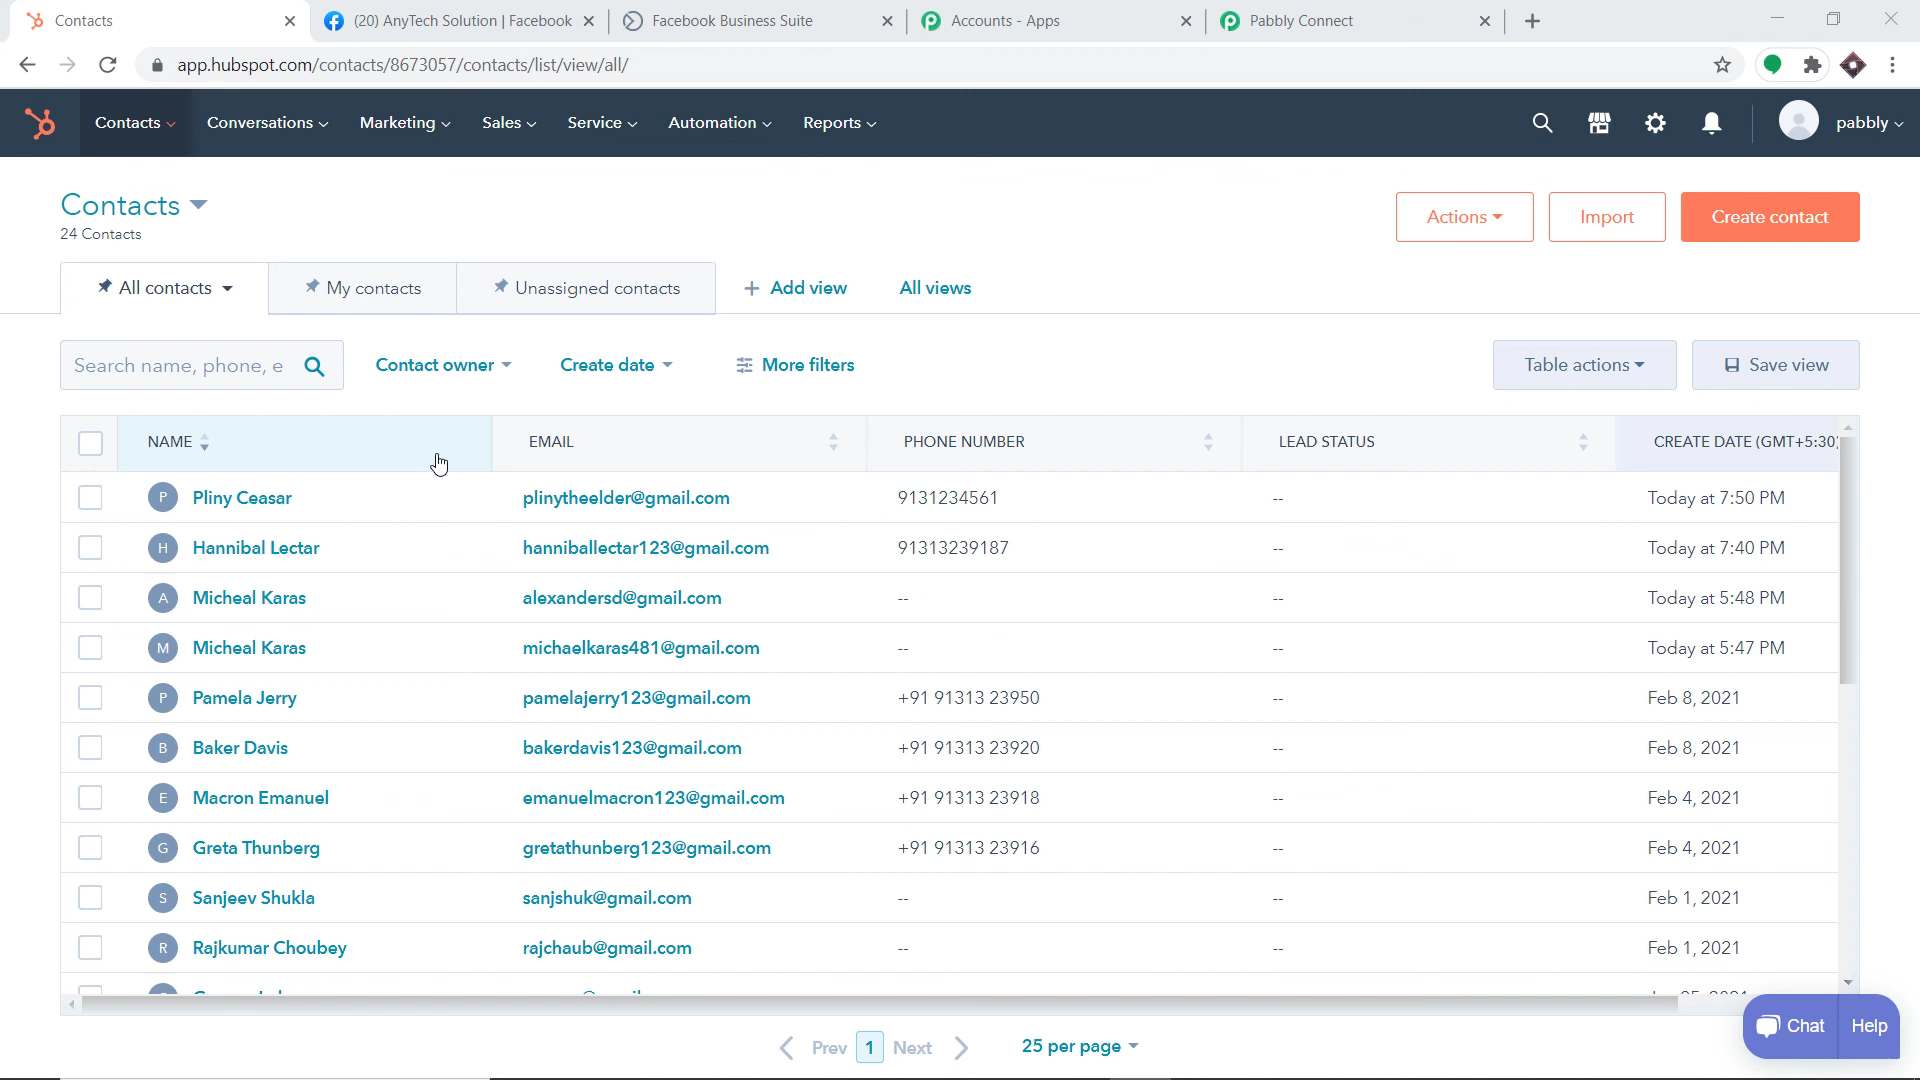 Contacts
(20) AnyTech Solution | Facebook
Facebook Business Suite
Accounts - Apps
Pabbly Connect
app.hubspot.com/contacts/8673057/contacts/list/view/all/
Contacts Conversations Marketing Sales Service Automation Reports pabbly
Contacts
24 Contacts
Actions Import Create contact
All contacts My contacts Unassigned contacts + Add view All views
Search name, phone, e Contact owner Create date More filters Table actions Save view
NAME EMAIL PHONE NUMBER LEAD STATUS CREATE DATE (GMT+5:30)
P Pliny Ceasar plinytheelder@gmail.com 9131234561 -- Today at 7:50 PM
H Hannibal Lectar hanniballectar123@gmail.com 91313239187 -- Today at 7:40 PM
A Micheal Karas alexandersd@gmail.com -- -- Today at 5:48 PM
M Micheal Karas michaelkaras481@gmail.com -- -- Today at 5:47 PM
P Pamela Jerry pamelajerry123@gmail.com +91 91313 23950 -- Feb 8, 2021
B Baker Davis bakerdavis123@gmail.com +91 91313 23920 -- Feb 8, 2021
E Macron Emanuel emanuelmacron123@gmail.com +91 91313 23918 -- Feb 4, 2021
G Greta Thunberg gretathunberg123@gmail.com +91 91313 23916 -- Feb 4, 2021
S Sanjeev Shukla sanjshuk@gmail.com -- -- Feb 1, 2021
R Rajkumar Choubey rajchaub@gmail.com -- -- Feb 1, 2021
Prev 1 Next 25 per page
Chat Help